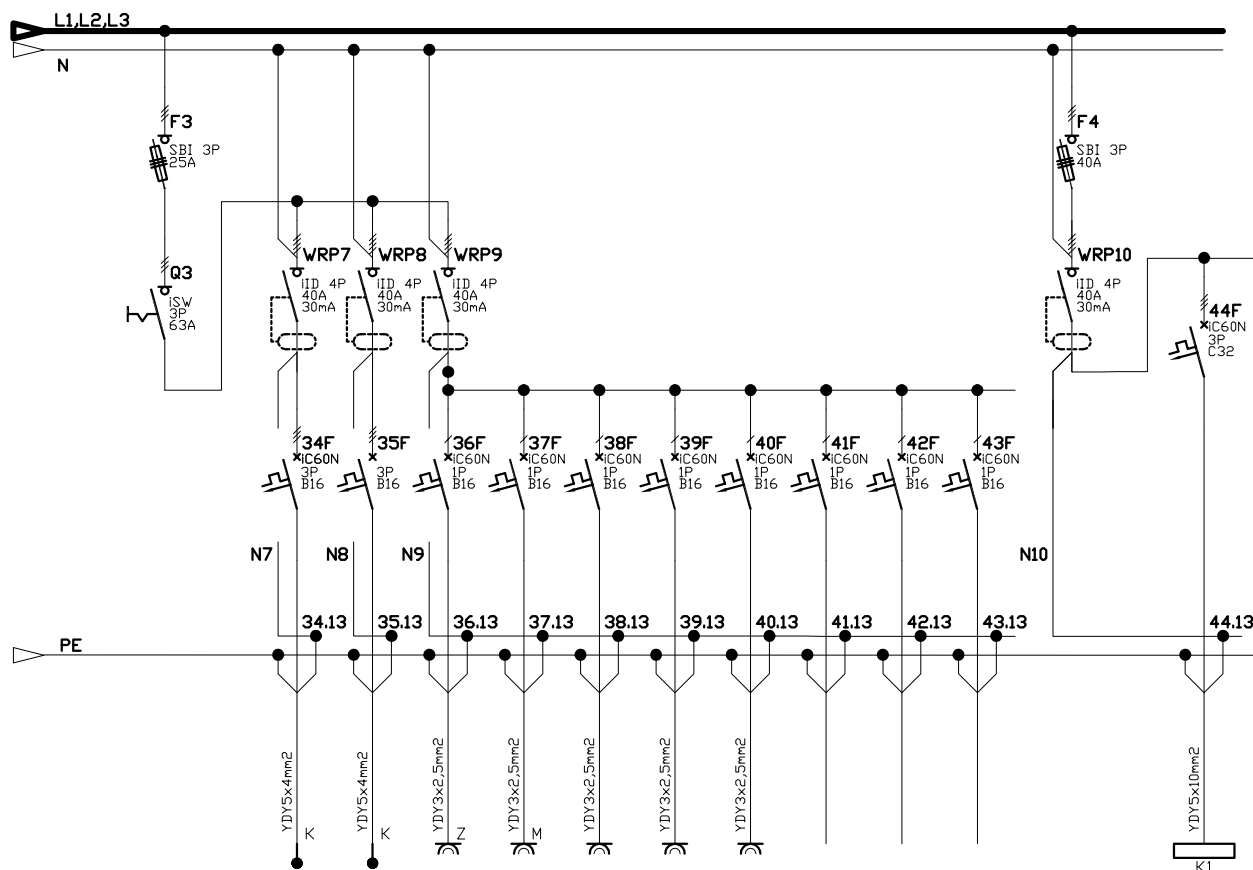 L1,L2,L3
N
F3
SBI 3P
25A
F4
SBI 3P
40A
Q3
iSW
3P
63A
WRP7
iID 4P
40A
30mA
WRP8
iID 4P
40A
30mA
WRP9
iID 4P
40A
30mA
WRP10
iID 4P
40A
30mA
44F
iC60N
3P
C32
34F
iC60N
3P
B16
35F
3P
B16
36F
iC60N
1P
B16
37F
iC60N
1P
B16
38F
iC60N
1P
B16
39F
iC60N
1P
B16
40F
iC60N
1P
B16
41F
iC60N
1P
B16
42F
iC60N
1P
B16
43F
iC60N
1P
B16
N7
N8
N9
N10
34.13
35.13
36.13
37.13
38.13
39.13
40.13
41.13
42.13
43.13
44.13
PE
YDY5x4mm2
YDY5x4mm2
YDY3x2,5mm2
YDY3x2,5mm2
YDY3x2,5mm2
YDY3x2,5mm2
YDY3x2,5mm2
YDY5x10mm2
K
K
Z
M
K1